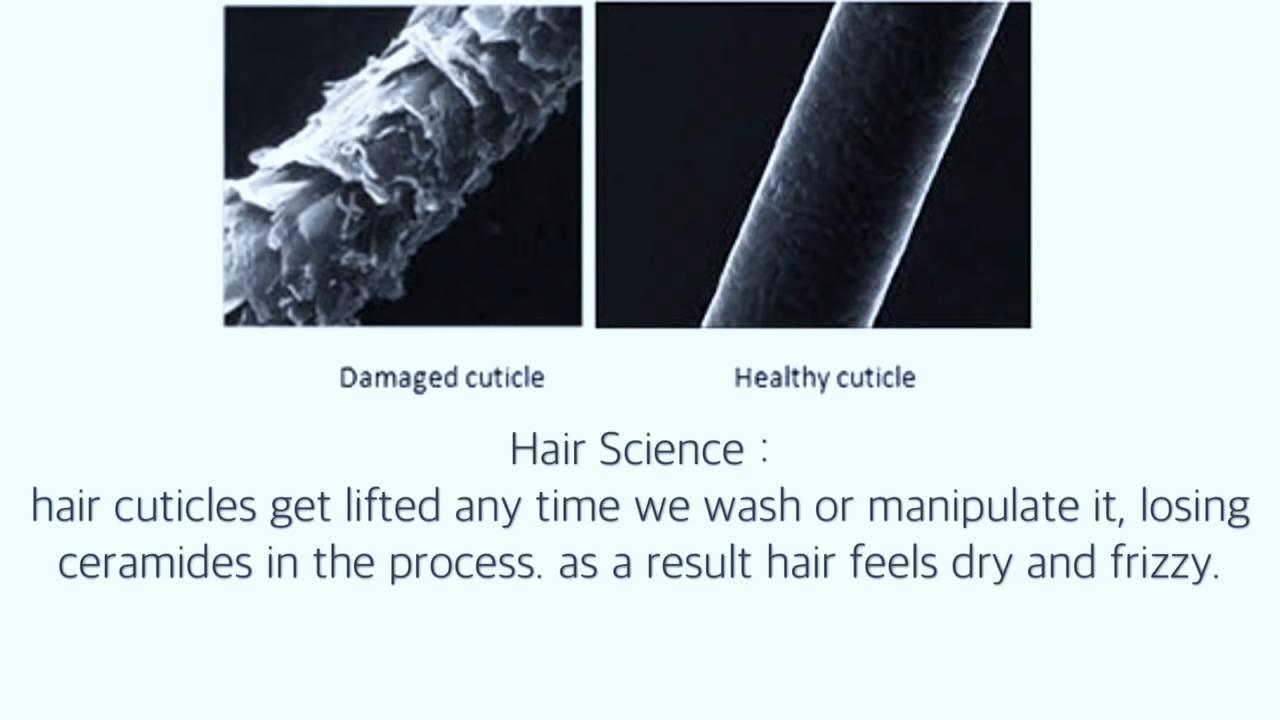 Damaged cuticle
Healthy cuticle
Hair Science :
hair cuticles get lifted any time we wash or manipulate it, losing
ceramides in the process. as a result hair feels dry and frizzy.